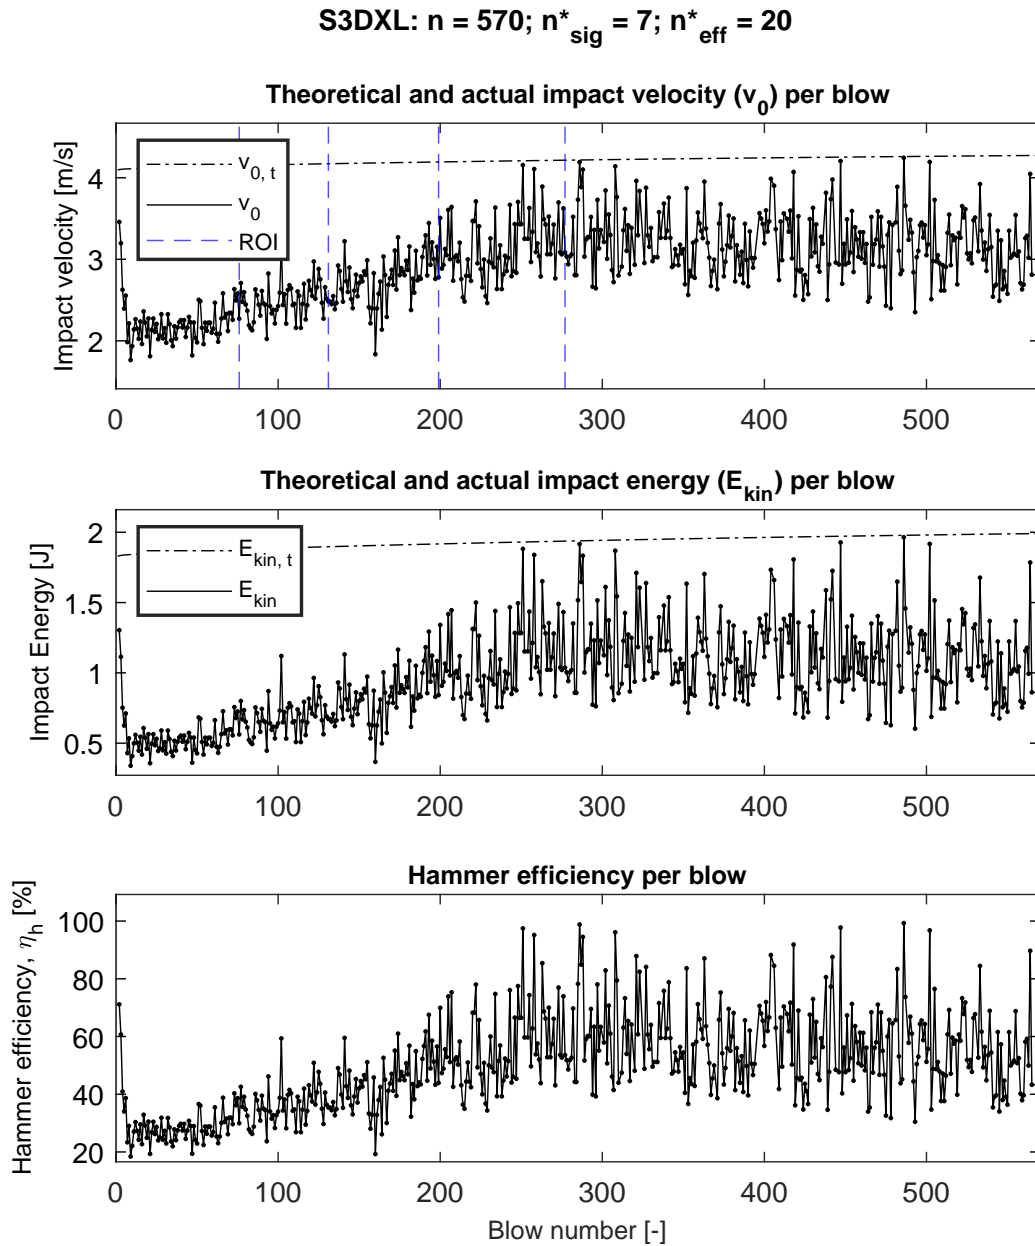 S3DXL: n = 570; n*sig = 7; n*eff = 20
Theoretical and actual impact velocity (v0) per blow
Impact velocity [m/s]
4
3
2
v0, t
v0
ROI
0 100 200 300 400 500
Theoretical and actual impact energy (Ekin) per blow
Impact Energy [J]
2
1.5
1
0.5
Ekin, t
Ekin
0 100 200 300 400 500
Hammer efficiency per blow
Hammer efficiency, ηh [%]
100
80
60
40
20
0 100 200 300 400 500
Blow number [-]